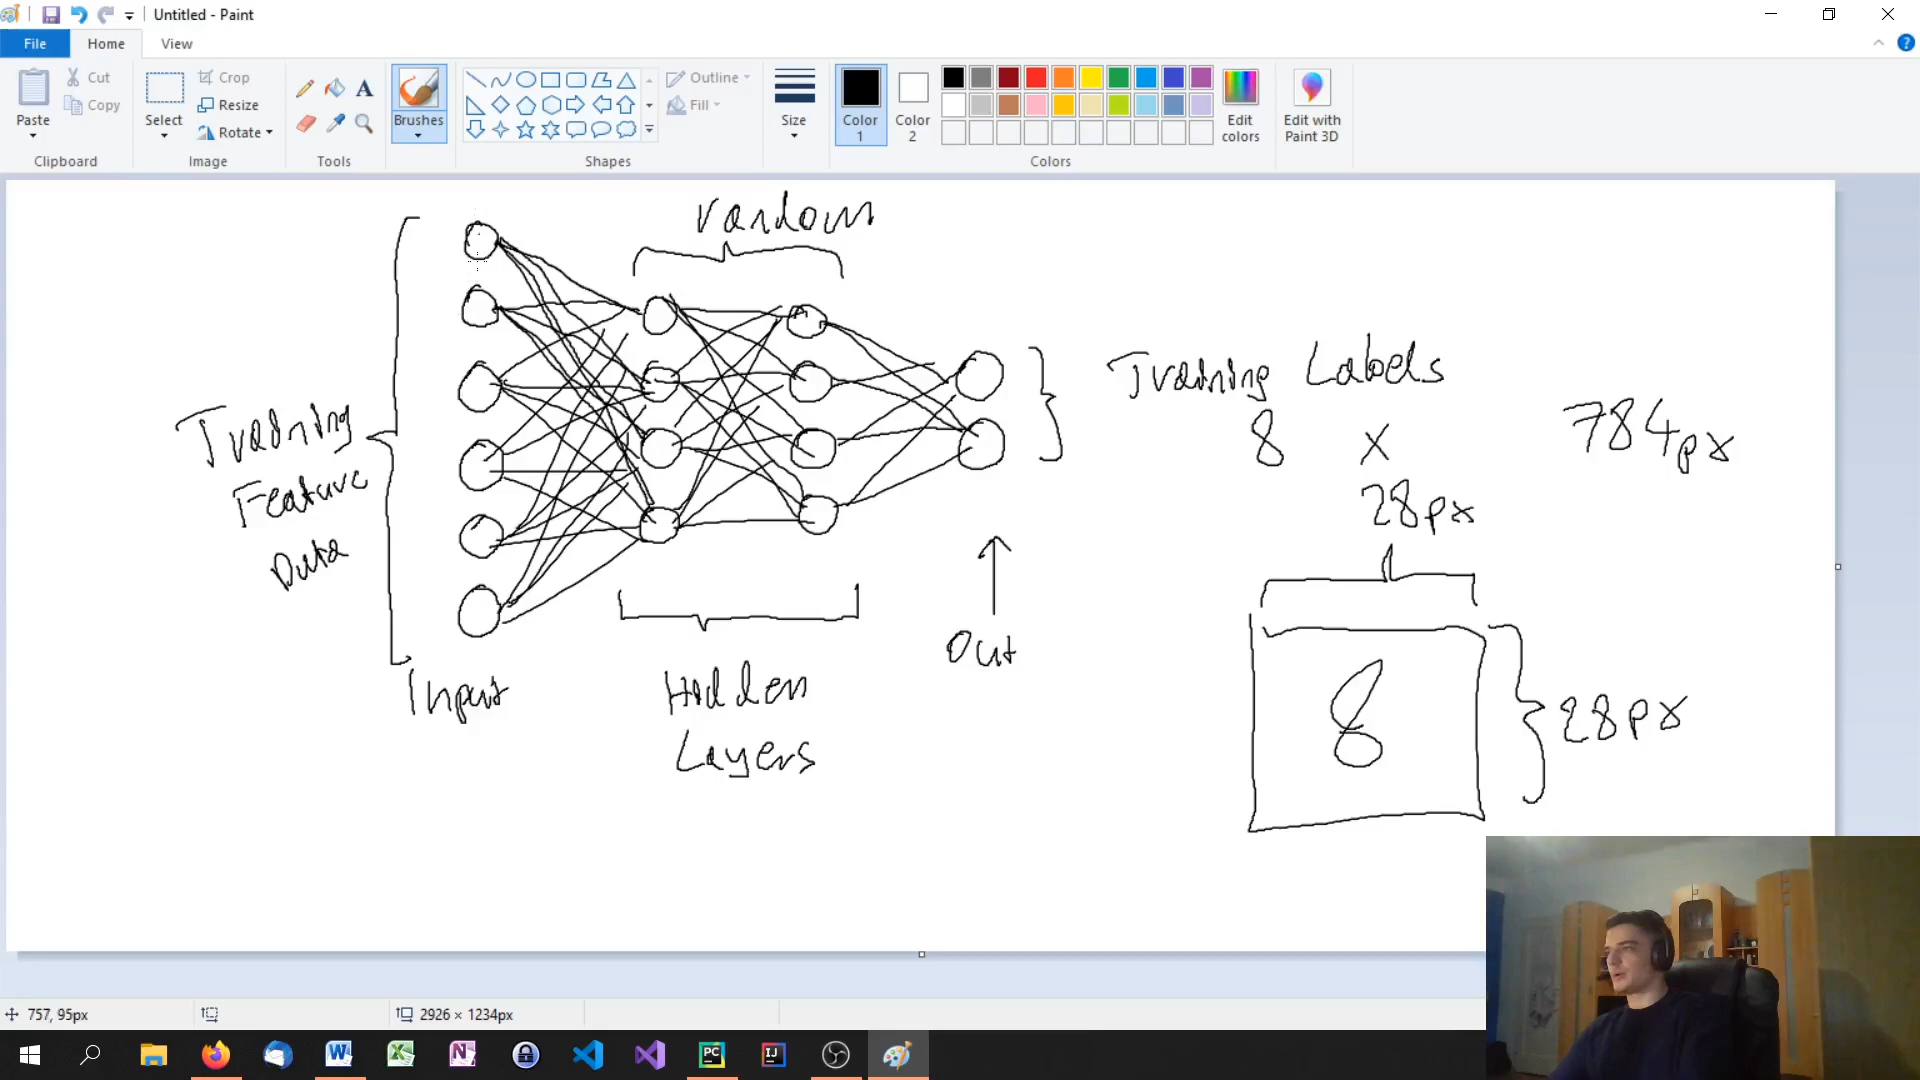 Untitled - Paint
File Home View
Paste
Cut
Copy
Clipboard
Select
Crop
Resize
Rotate
Image
A
Tools
Brushes
Outline
Fill
Shapes
Size
Color 1
Color 2
Edit colors
Edit with Paint 3D
Colors
random
Training
Feature
Data
Input
Hidden
Layers
Out
Training Labels
8 X
784px
28px
8
28px
757, 95px
2926 × 1234px
W
X
N
PC
IJ